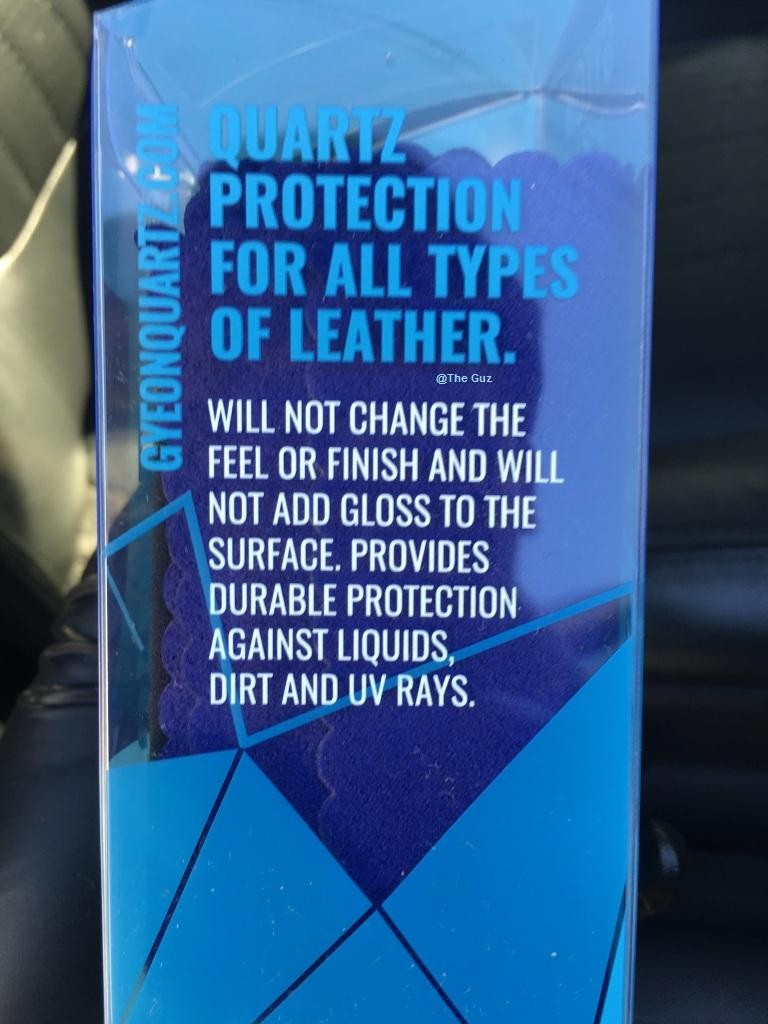 GYEONQUARTZ.COM
QUARTZ
PROTECTION
FOR ALL TYPES
OF LEATHER.
@The Guz
WILL NOT CHANGE THE
FEEL OR FINISH AND WILL
NOT ADD GLOSS TO THE
SURFACE. PROVIDES
DURABLE PROTECTION
AGAINST LIQUIDS,
DIRT AND UV RAYS.